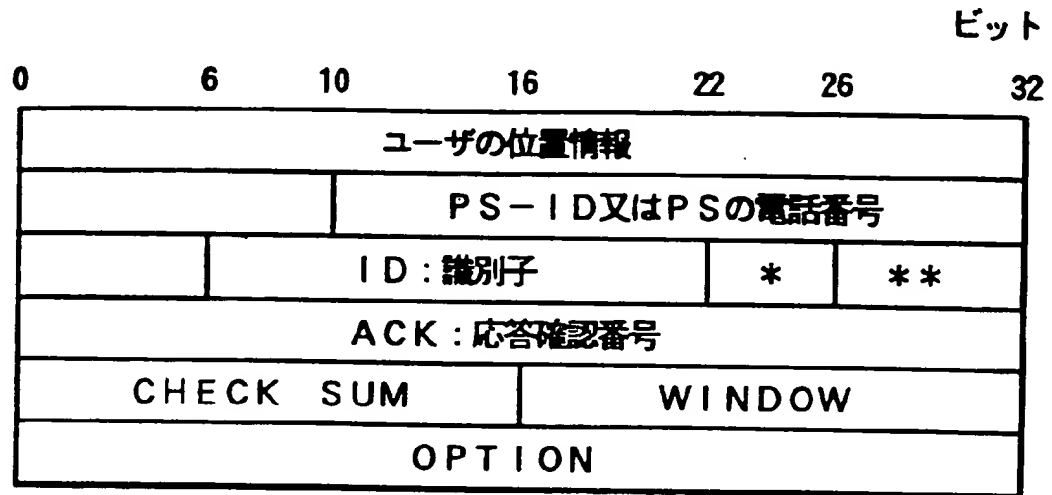 ビット
0 6 10 16 22 26 32
ユーザの位置情報
PS-ID又はPSの電話番号
ID:識別子 * **
ACK:応答確認番号
CHECK SUM WINDOW
OPTION